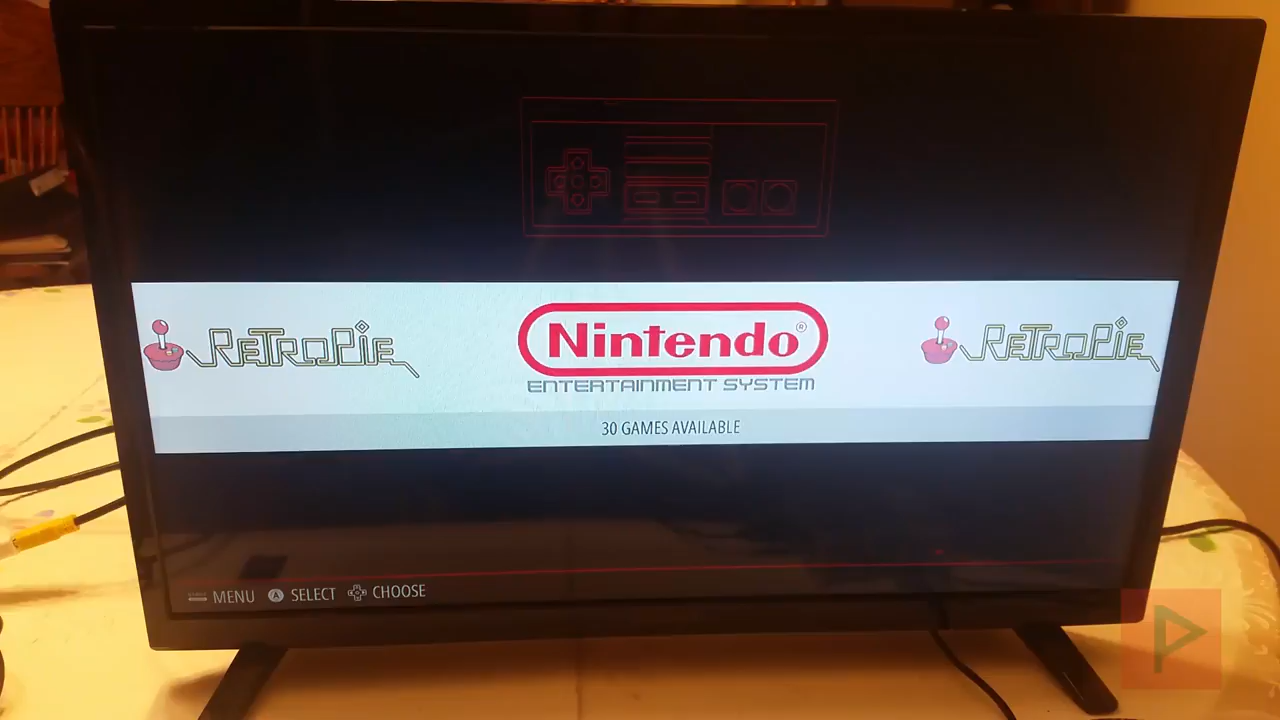 RETROPIE
Nintendo®
ENTERTAINMENT SYSTEM
RETROPIE
30 GAMES AVAILABLE
MENU A SELECT CHOOSE